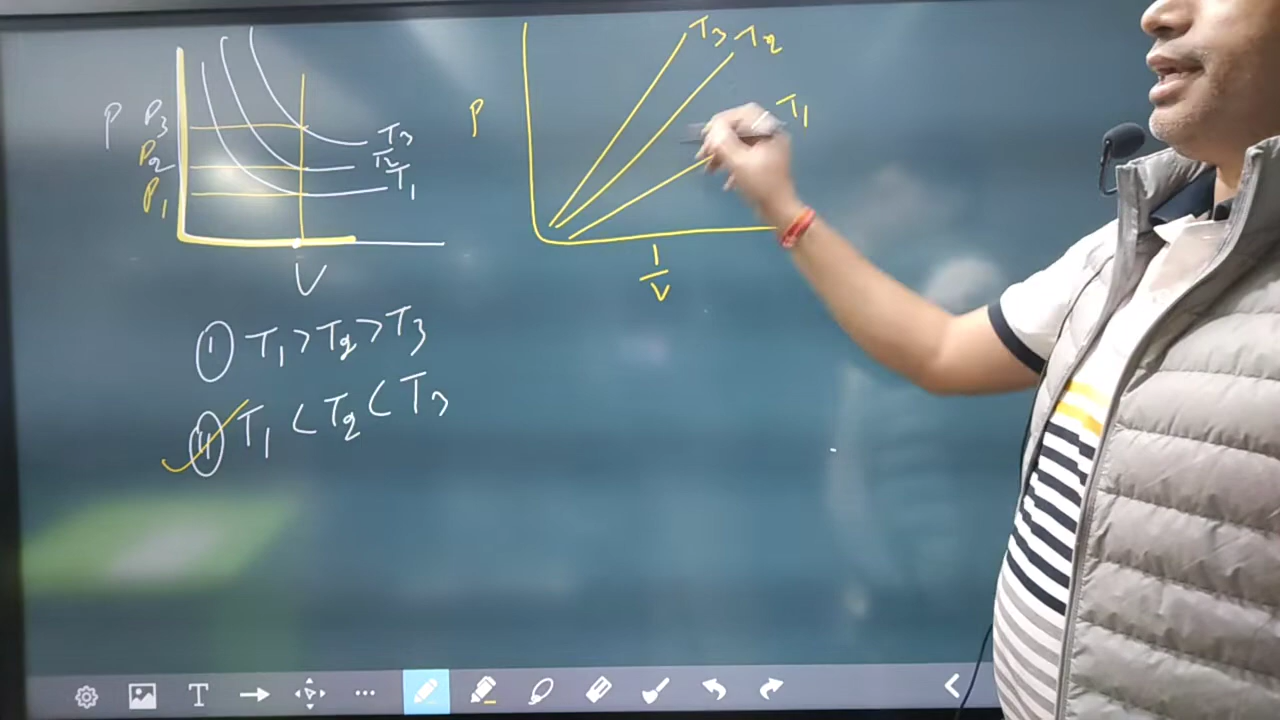 P P3
P2
P1
T3
T2
T1
V
P
T3 T2
T1
1
V
① T1 > T2 > T3
② T1 < T2 < T3
T